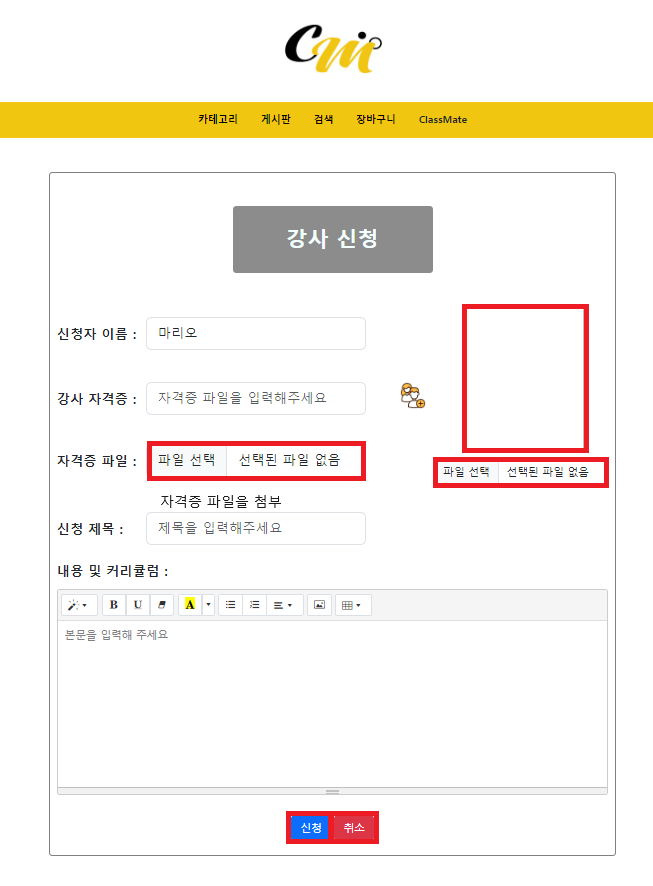 Cm
카테고리 게시판 검색 장바구니 ClassMate
강사 신청
신청자 이름 : 마리오
강사 자격증 : 자격증 파일을 입력해주세요
자격증 파일 : 파일 선택 선택된 파일 없음
파일 선택 선택된 파일 없음
자격증 파일을 첨부
신청 제목 : 제목을 입력해주세요
내용 및 커리큘럼 :
B U A
본문을 입력해 주세요
신청 취소